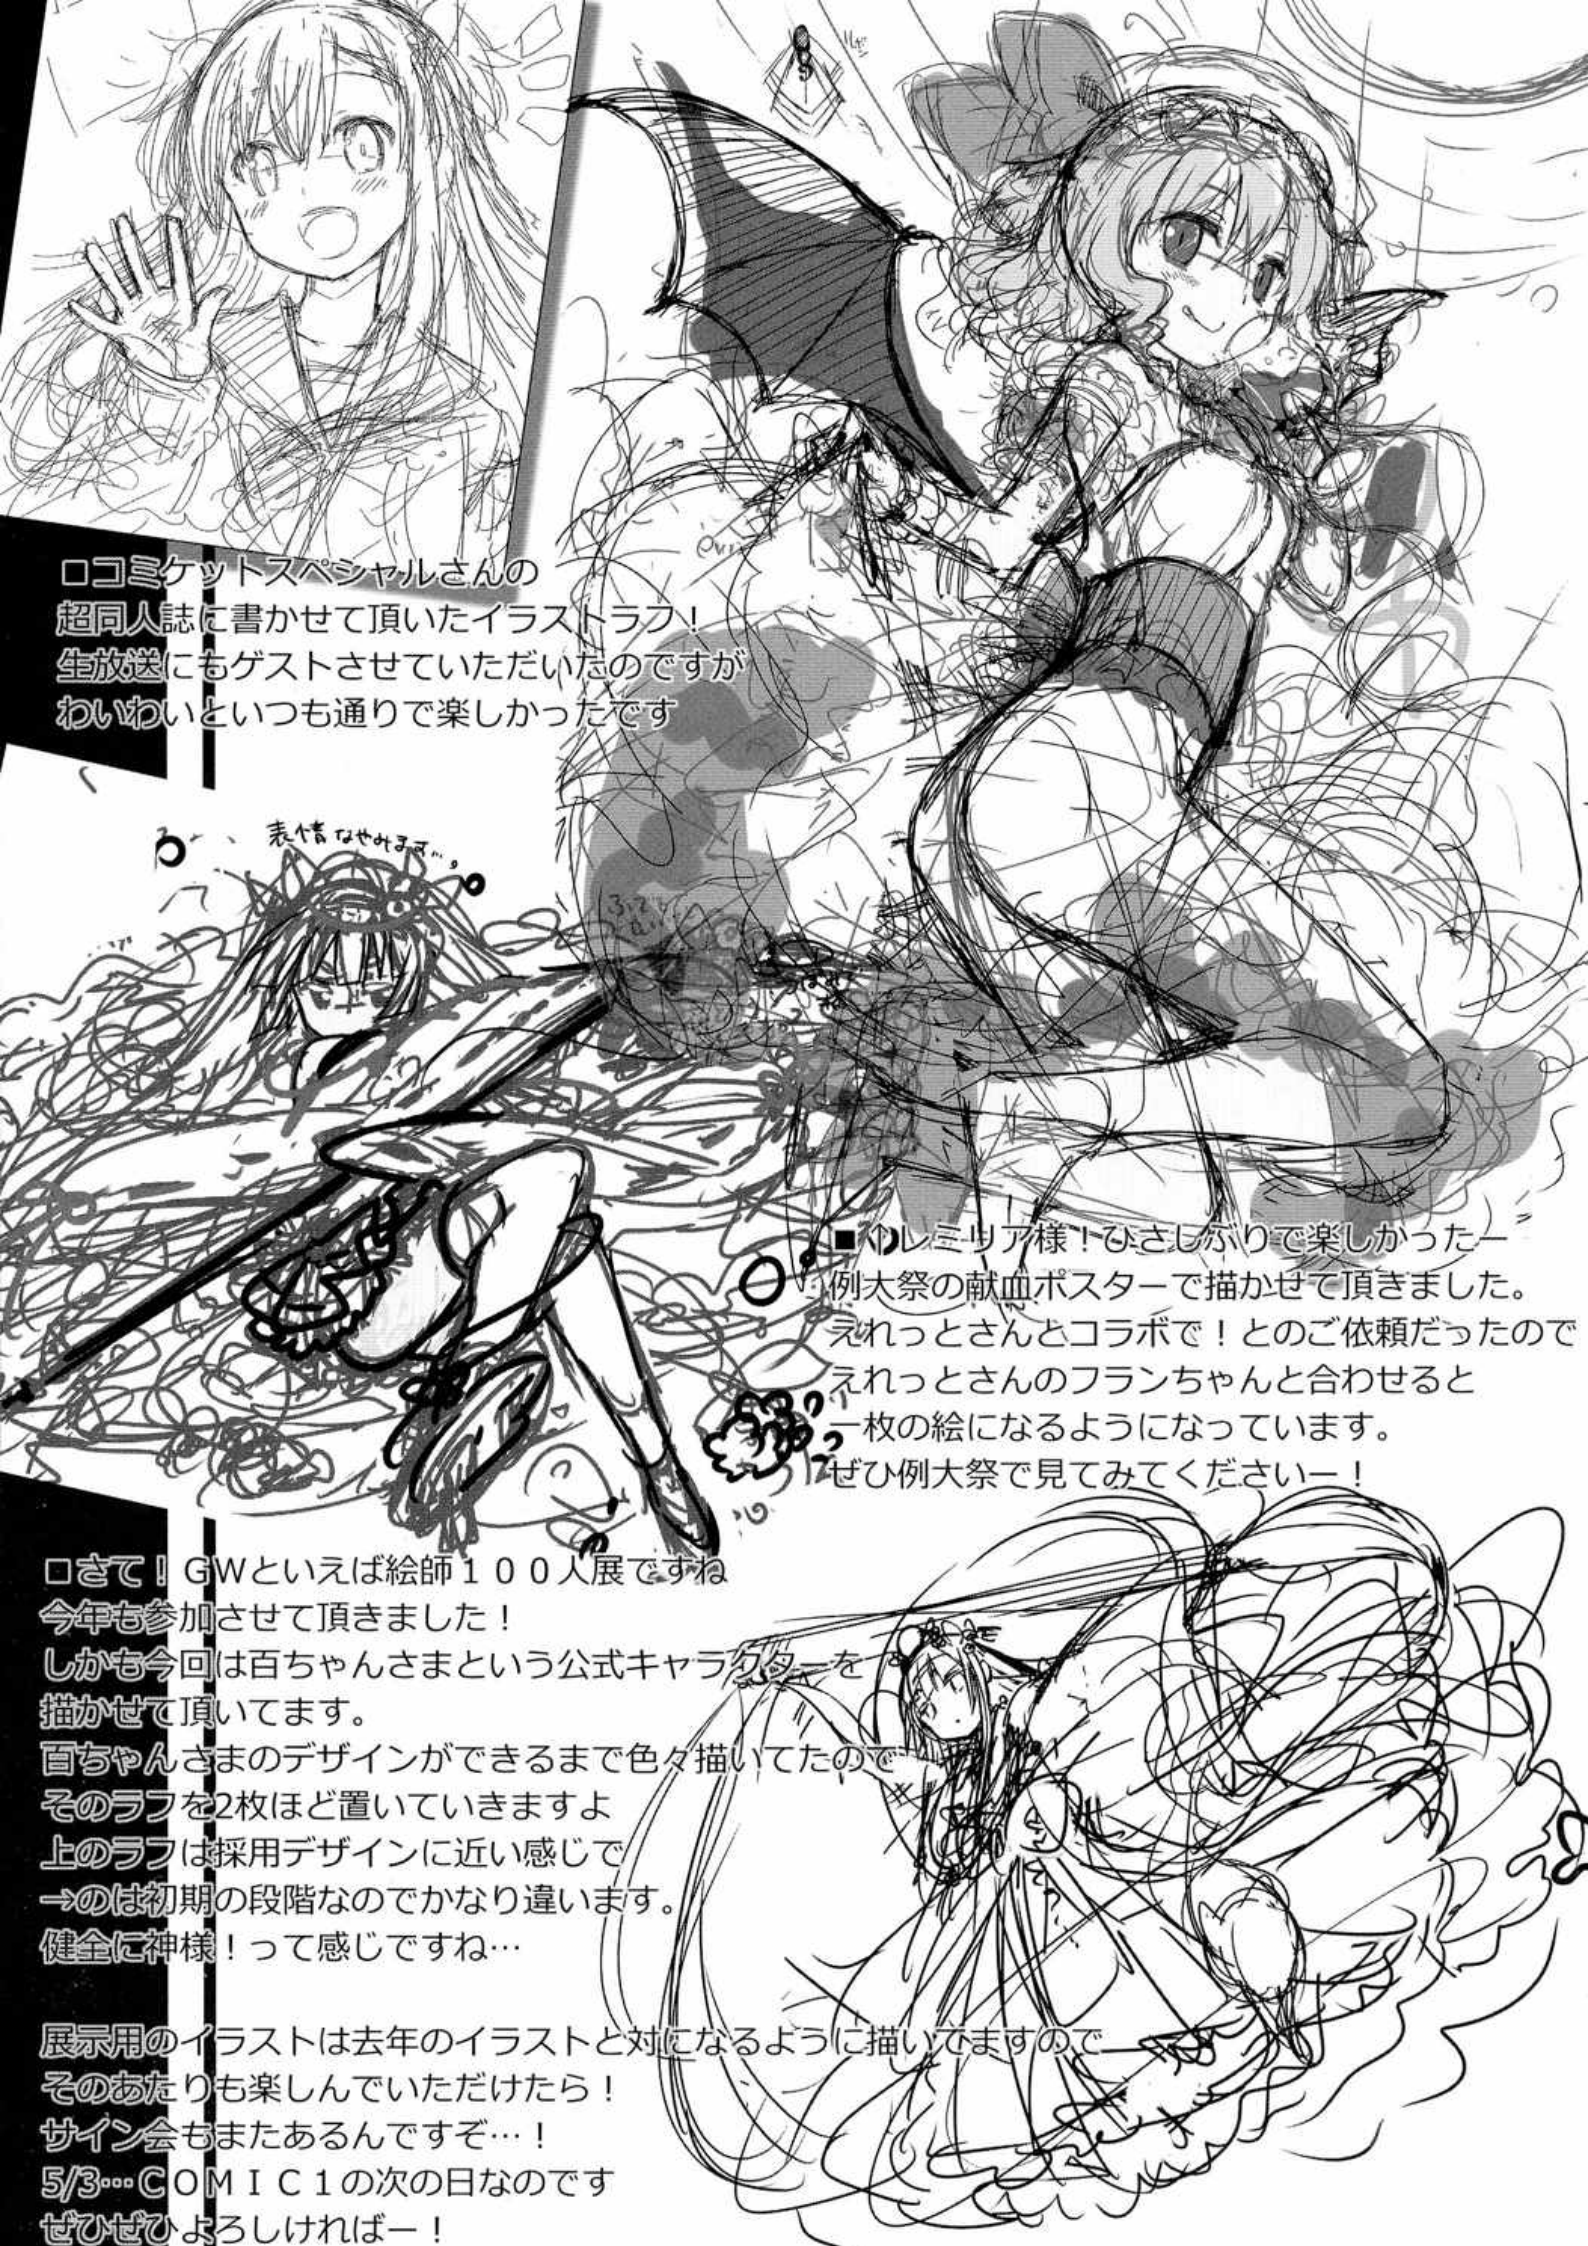 ■コミケットスペシャルさんの
超同人誌に書かせて頂いたイラストラフ！
生放送にもゲストさせていただいたのですが
わいわいといつも通りで楽しかったです
表情なやみます…。
■↑レミリア様！ひさしぶりで楽しかったー
例大祭の献血ポスターで描かせて頂きました。
えれっとさんとコラボで！とのご依頼だったので
えれっとさんのフランちゃんと合わせると
一枚の絵になるようになっています。
ぜひ例大祭で見てみてくださいー！
□さて！GWといえば絵師１００人展ですね
今年も参加させて頂きました！
しかも今回は百ちゃんさまという公式キャラクターを
描かせて頂いてます。
百ちゃんさまのデザインができるまで色々描いてたので
そのラフを2枚ほど置いていきますよ
上のラフは採用デザインに近い感じで
→のは初期の段階なのでかなり違います。
健全に神様！って感じですね…
展示用のイラストは去年のイラストと対になるように描いてますので
そのあたりも楽しんでいただけたら！
サイン会もまたあるんですぞ…！
5/3…ＣＯＭＩＣ１の次の日なのです
ぜひぜひよろしければー！